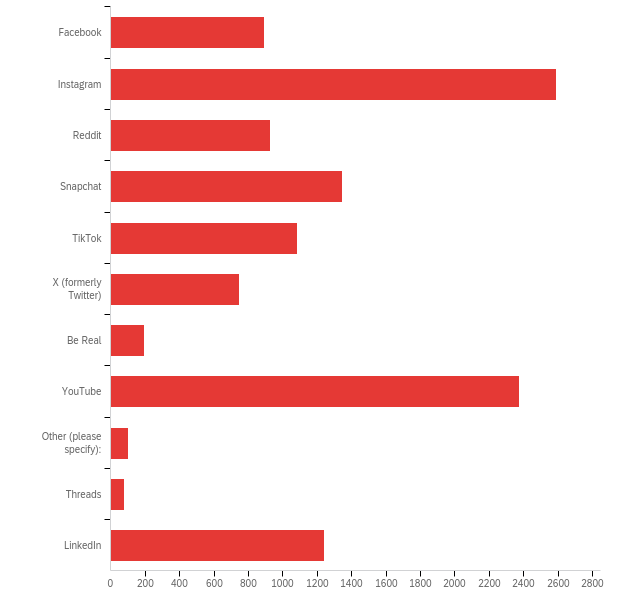 Facebook
Instagram
Reddit
Snapchat
TikTok
X (formerly
Twitter)
Be Real
YouTube
Other (please
specify):
Threads
LinkedIn
0 200 400 600 800 1000 1200 1400 1600 1800 2000 2200 2400 2600 2800